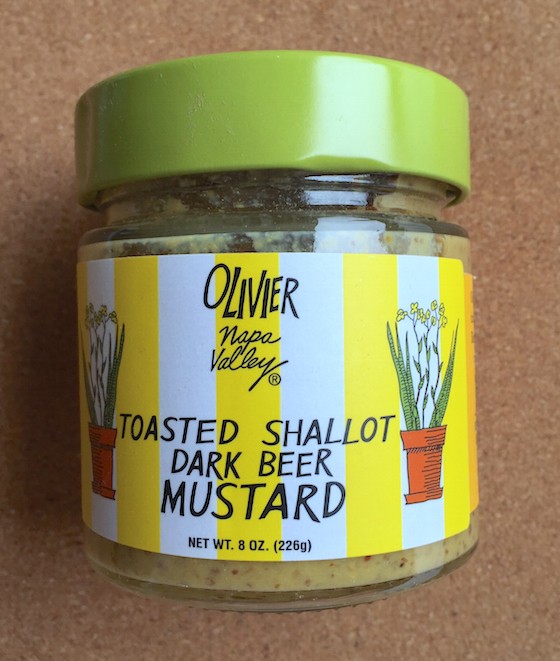 OLIVIER
Napa
Valley®
TOASTED SHALLOT
DARK BEER
MUSTARD
NET WT. 8 OZ. (226g)